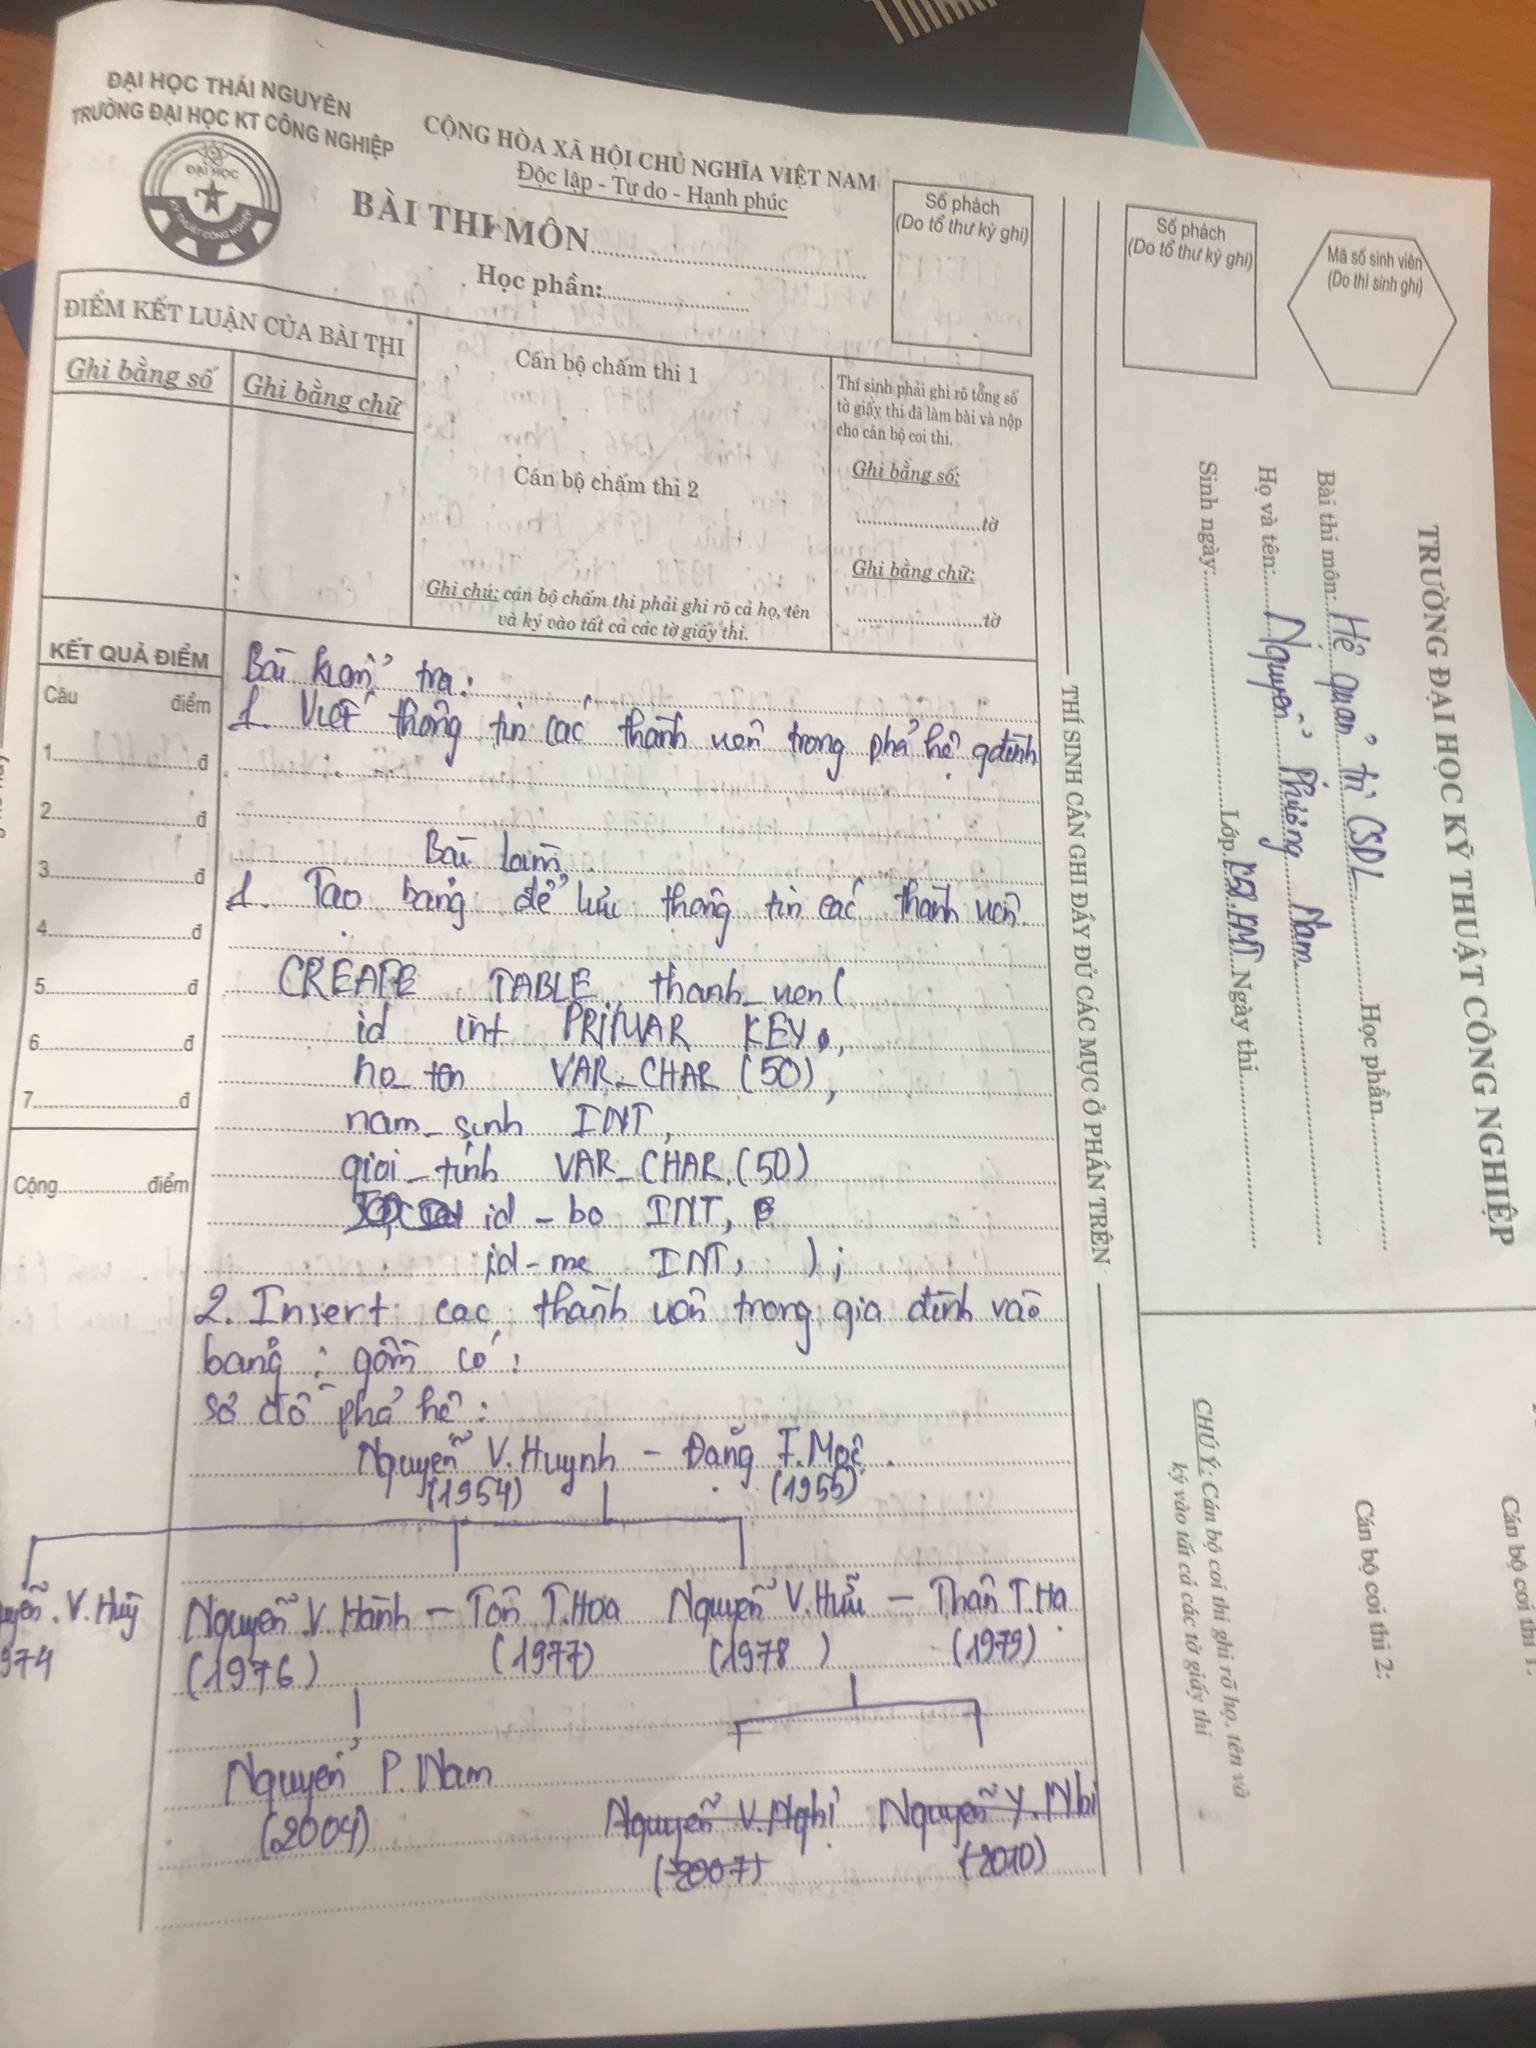 ĐẠI HỌC THÁI NGUYÊN
TRƯỜNG ĐẠI HỌC KT CÔNG NGHIỆP
ĐẠI HỌC
CỘNG HÒA XÃ HỘI CHỦ NGHĨA VIỆT NAM
Độc lập - Tự do - Hạnh phúc
BÀI THI MÔN
Học phần:
Số phách
(Do tổ thư ký ghi)
ĐIỂM KẾT LUẬN CỦA BÀI THI
Ghi bằng số
Ghi bằng chữ
Cán bộ chấm thi 1
Cán bộ chấm thi 2
Ghi chú: cán bộ chấm thi phải ghi rõ cả họ, tên
và ký vào tất cả các tờ giấy thi.
Thí sinh phải ghi rõ tổng số
tờ giấy thi đã làm bài và nộp
cho cán bộ coi thi.
Ghi bằng số:
tờ
Ghi bằng chữ:
tờ
KẾT QUẢ ĐIỂM
Câu điểm
1 đ
2 đ
3 đ
4 đ
5 đ
6 đ
7 đ
Cộng điểm
Bài kiểm tra:
1. Viết thông tin các thành viên trong phả hệ gđình
Bài làm
1. Tạo bảng để lưu thông tin các thành viên
CREATE TABLE thanh_vien(
id int PRIMAR KEY,
ho_ten VAR_CHAR (50),
nam_sinh INT,
gioi_tinh VAR_CHAR (50)
id-bo INT,
id-me INT, );
2. Insert các thành viên trong gia đình vào
bảng : gồm có :
sơ đồ phả hệ :
Nguyễn V. Huynh - Đặng T. Mọc
(1954) (1955)
V. Huỳ Nguyễn V. Hành - Tôn T. Hoa Nguyễn V. Hữu - Thân T. Ha
974 (1976) (1977) (1978) (1979)
Nguyễn P. Nam
(2004)
Nguyễn V. Nghị Nguyễn Y. Nhi
(2007) (2010)
THÍ SINH CẦN GHI ĐẦY ĐỦ CÁC MỤC Ở PHẦN TRÊN
Số phách
(Do tổ thư ký ghi)
Mã số sinh viên
(Do thí sinh ghi)
TRƯỜNG ĐẠI HỌC KỸ THUẬT CÔNG NGHIỆP
Bài thi môn: Hệ quản trị CSDL Học phần
Họ và tên: Nguyễn Phương Nam
Sinh ngày: Lớp Ngày thi
CHÚ Ý: Cán bộ coi thi ghi rõ họ, tên và
ký vào tất cả các tờ giấy thi
Cán bộ coi thi 2:
Cán bộ coi thi 1: